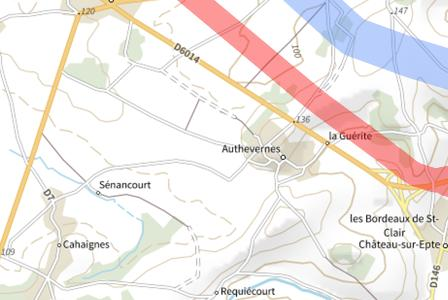 120
147
D6014
100
136
la Guérite
Authevernes
Sénancourt
D7
les Bordeaux de St-
Clair
Château-sur-Epte
Cahaignes
109
D146
Requiécourt